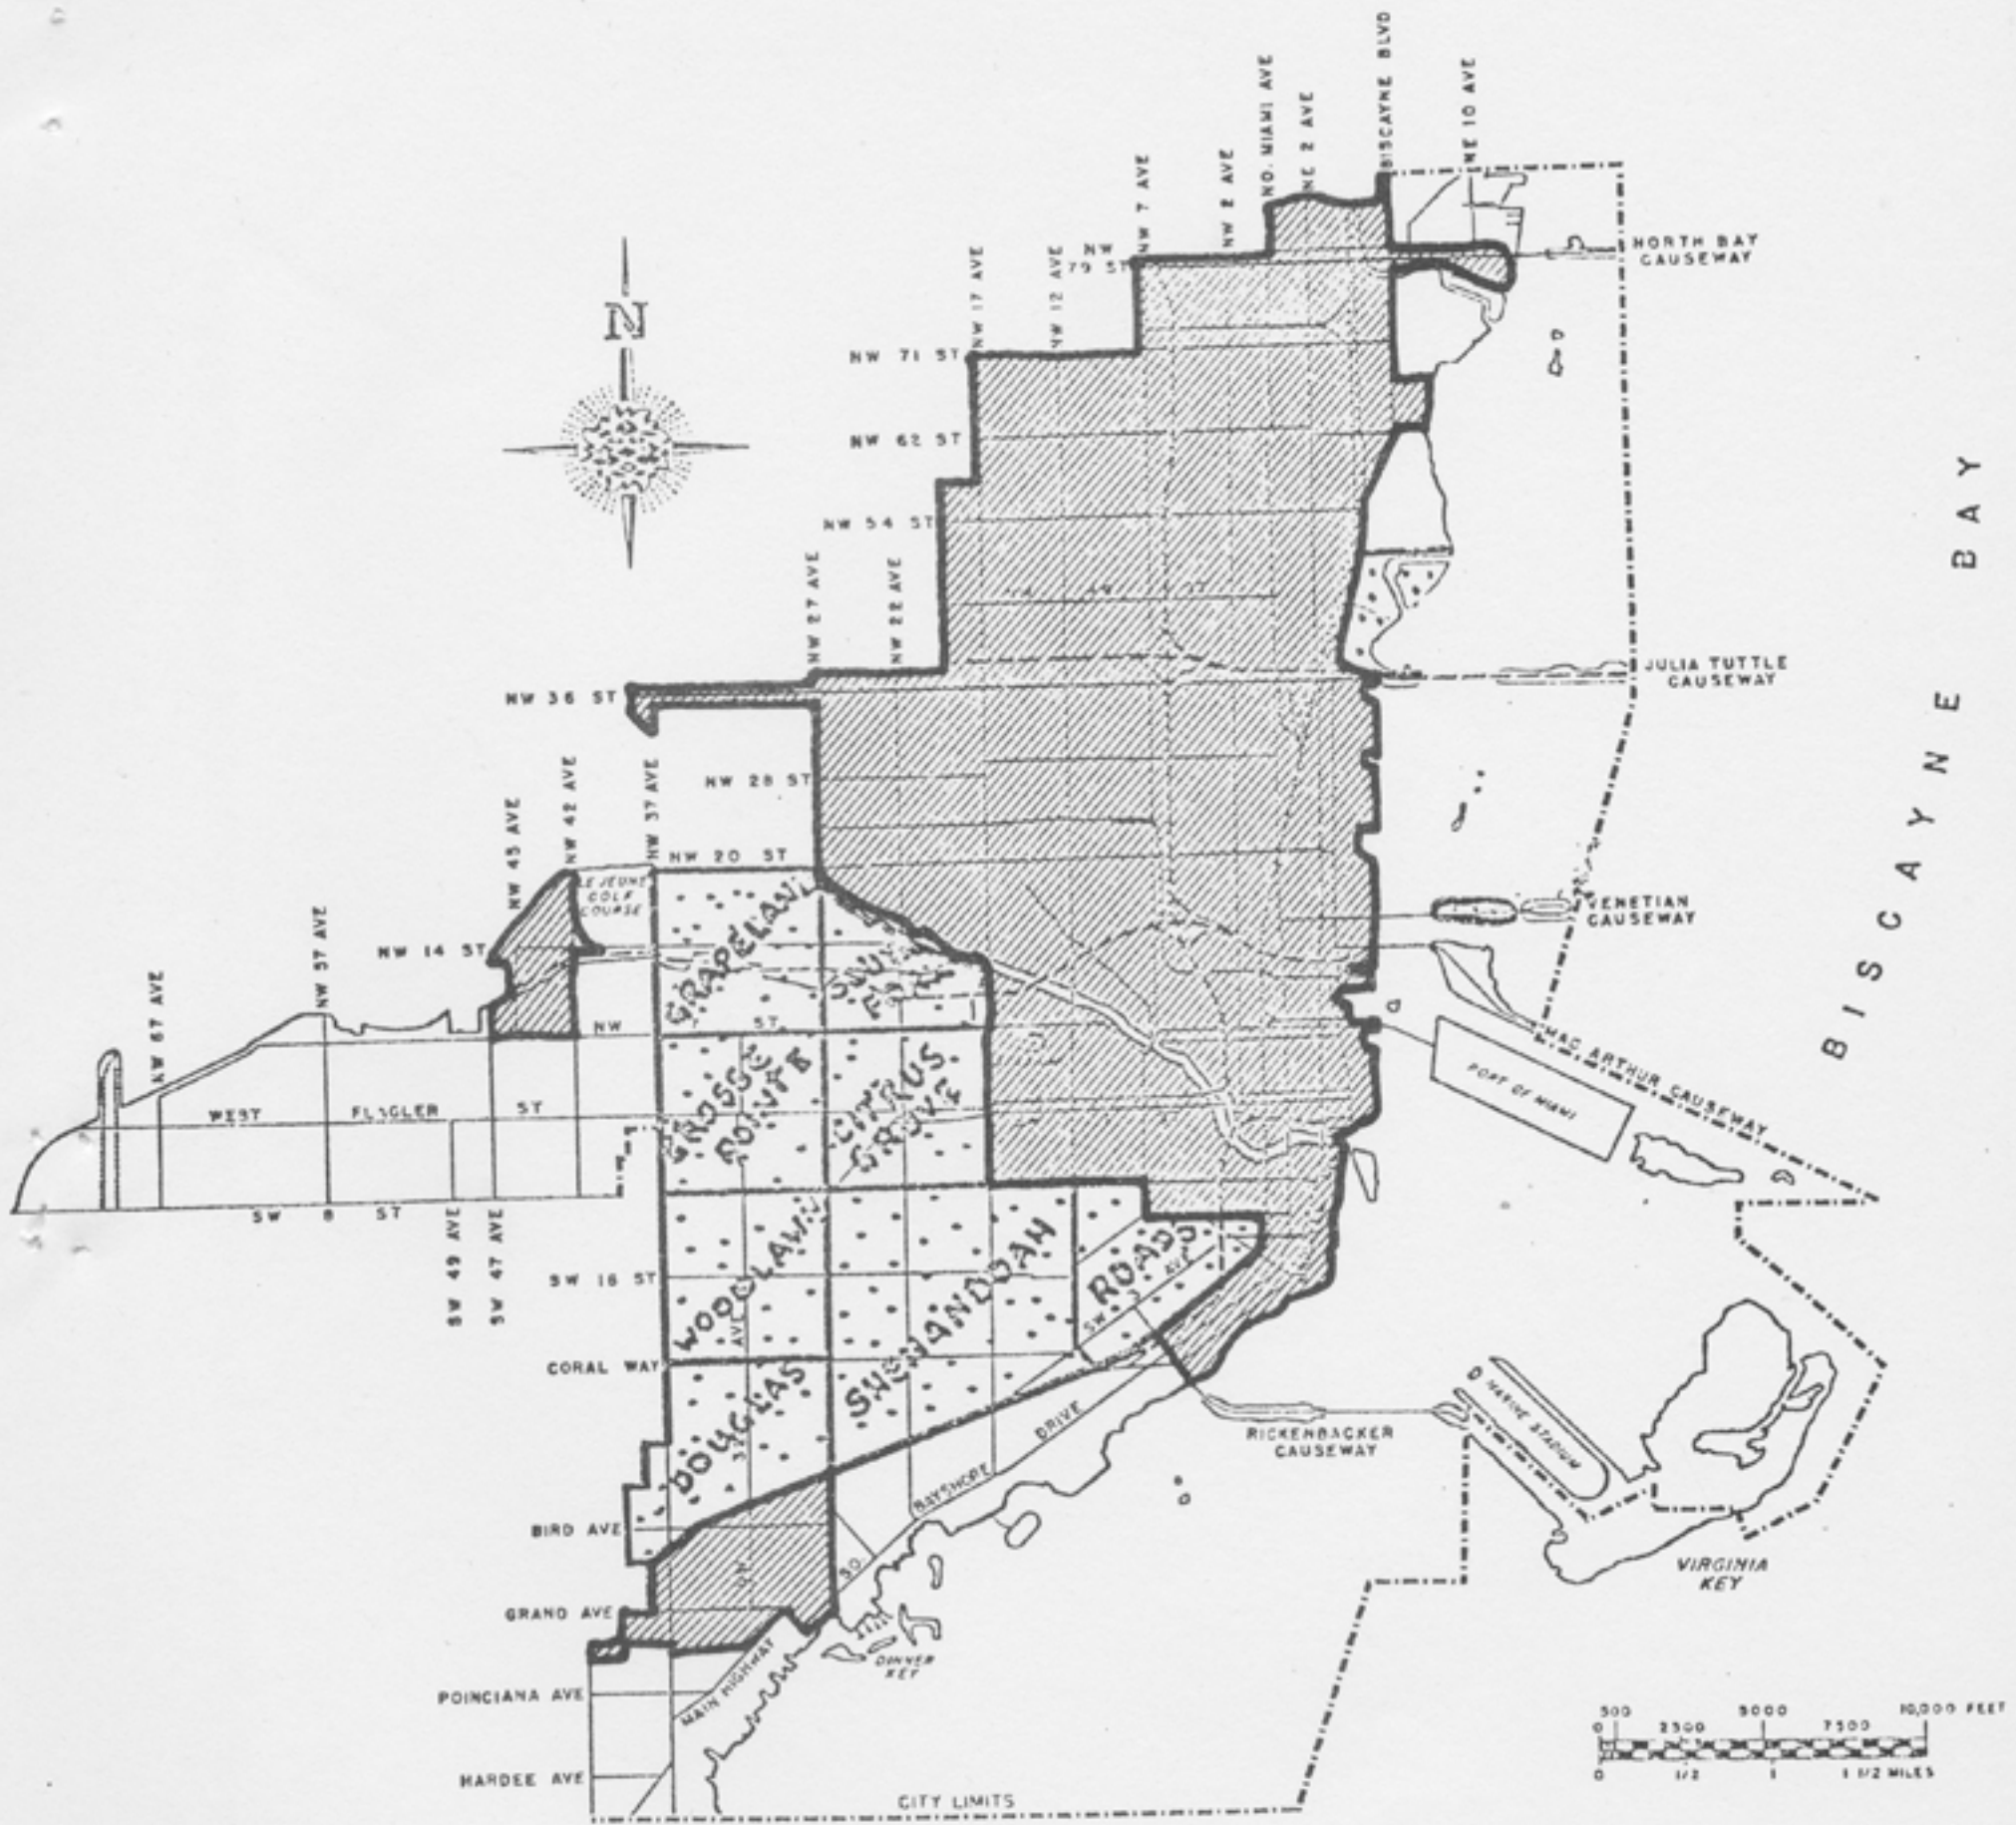 BISCAYNE BLVD
NE 10 AVE
NO. MIAMI AVE
NE 2 AVE
NW 7 AVE
NW 2 AVE
NW 17 AVE
NW 12 AVE
NW
79 ST
NORTH BAY
CAUSEWAY
N
NW 71 ST
NW 62 ST
NW 54 ST
NW 27 AVE
NW 22 AVE
BISCAYNE BAY
JULIA TUTTLE
CAUSEWAY
NW 36 ST
NW 28 ST
NW 45 AVE
NW 42 AVE
NW 37 AVE
NW 20 ST
LE JEUNE
GOLF
COURSE
VENETIAN
CAUSEWAY
GRAPELAND
NW 14 ST
NW 57 AVE
NW 67 AVE
NW 7 ST
MAC ARTHUR CAUSEWAY
PORT OF MIAMI
GROSSE
POINTE
CITRUS
GROVE
WEST FLAGLER ST
SW 8 ST
SW 49 AVE
SW 47 AVE
WOODLAWN
SHENANDOAH
ROADS
SW AVE
SW 16 ST
AVE
CORAL WAY
DOUGLAS
32
MARINE STADIUM
RICKENBACKER
CAUSEWAY
DRIVE
BAYSHORE
SO.
BIRD AVE
VIRGINIA
KEY
GRAND AVE
DINNER
KEY
MAIN HIGHWAY
POINCIANA AVE
HARDEE AVE
CITY LIMITS
500 5000 10,000 FEET
0 2500 7500
0 1/2 1 1 1/2 MILES